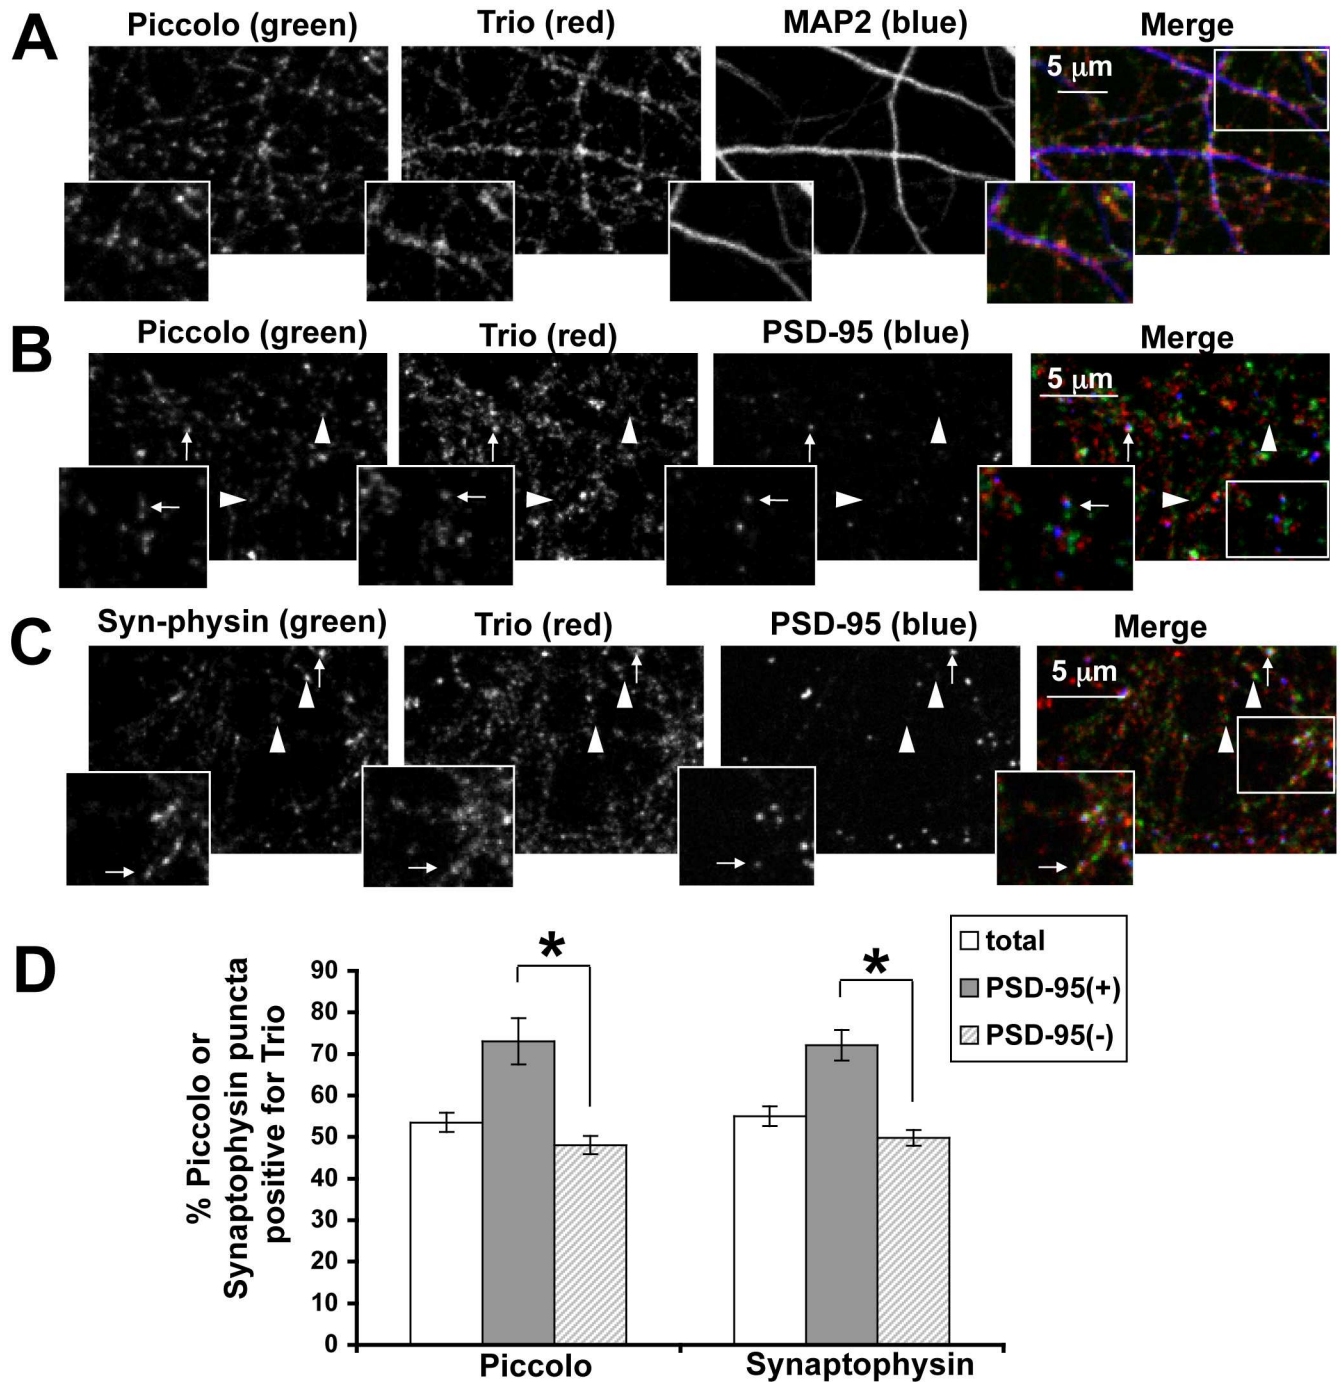 A
Piccolo (green)
Trio (red)
MAP2 (blue)
Merge
5 μm
B
Piccolo (green)
Trio (red)
PSD-95 (blue)
Merge
5 μm
C
Syn-physin (green)
Trio (red)
PSD-95 (blue)
Merge
5 μm
D
% Piccolo or
Synaptophysin puncta
positive for Trio
90
80
70
60
50
40
30
20
10
0
*
*
total
PSD-95(+)
PSD-95(-)
Piccolo
Synaptophysin